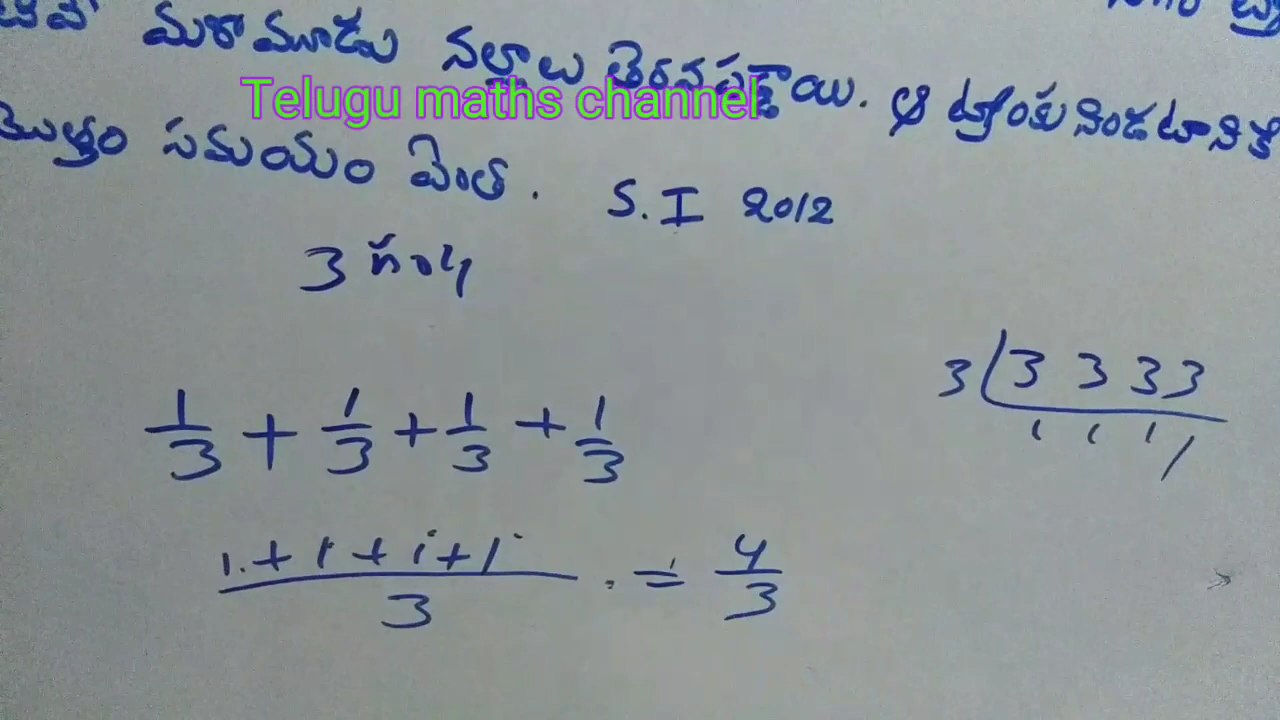 మరో మూడు నల్లాలు తెరవపడ్డాయి. ఆ ట్యాంకు నిండటానికి
Telugu maths channel
మొత్తం సమయం ఎంత. S.I 2012
3 గం॥
3 ) 3 3 3 3
1 1 1 1
1/3 + 1/3 + 1/3 + 1/3
1+1+1+1/3 = 4/3